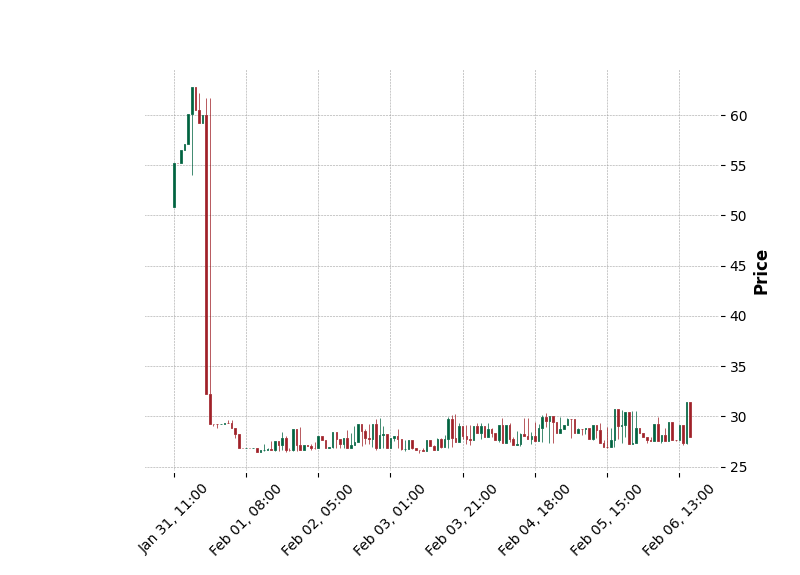 60
55
50
45
40
35
30
25
Price
Jan 31, 11:00
Feb 01, 08:00
Feb 02, 05:00
Feb 03, 01:00
Feb 03, 21:00
Feb 04, 18:00
Feb 05, 15:00
Feb 06, 13:00